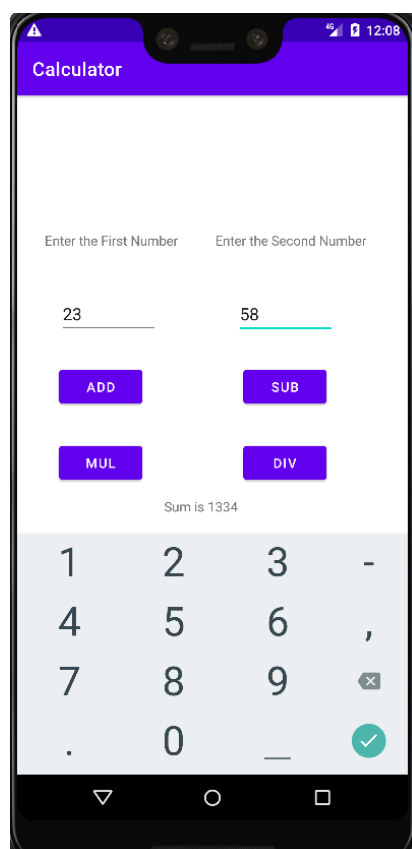 4G 12:08
Calculator
Enter the First Number Enter the Second Number
23 58
ADD SUB
MUL DIV
Sum is 1334
1 2 3 -
4 5 6 ,
7 8 9
. 0 _